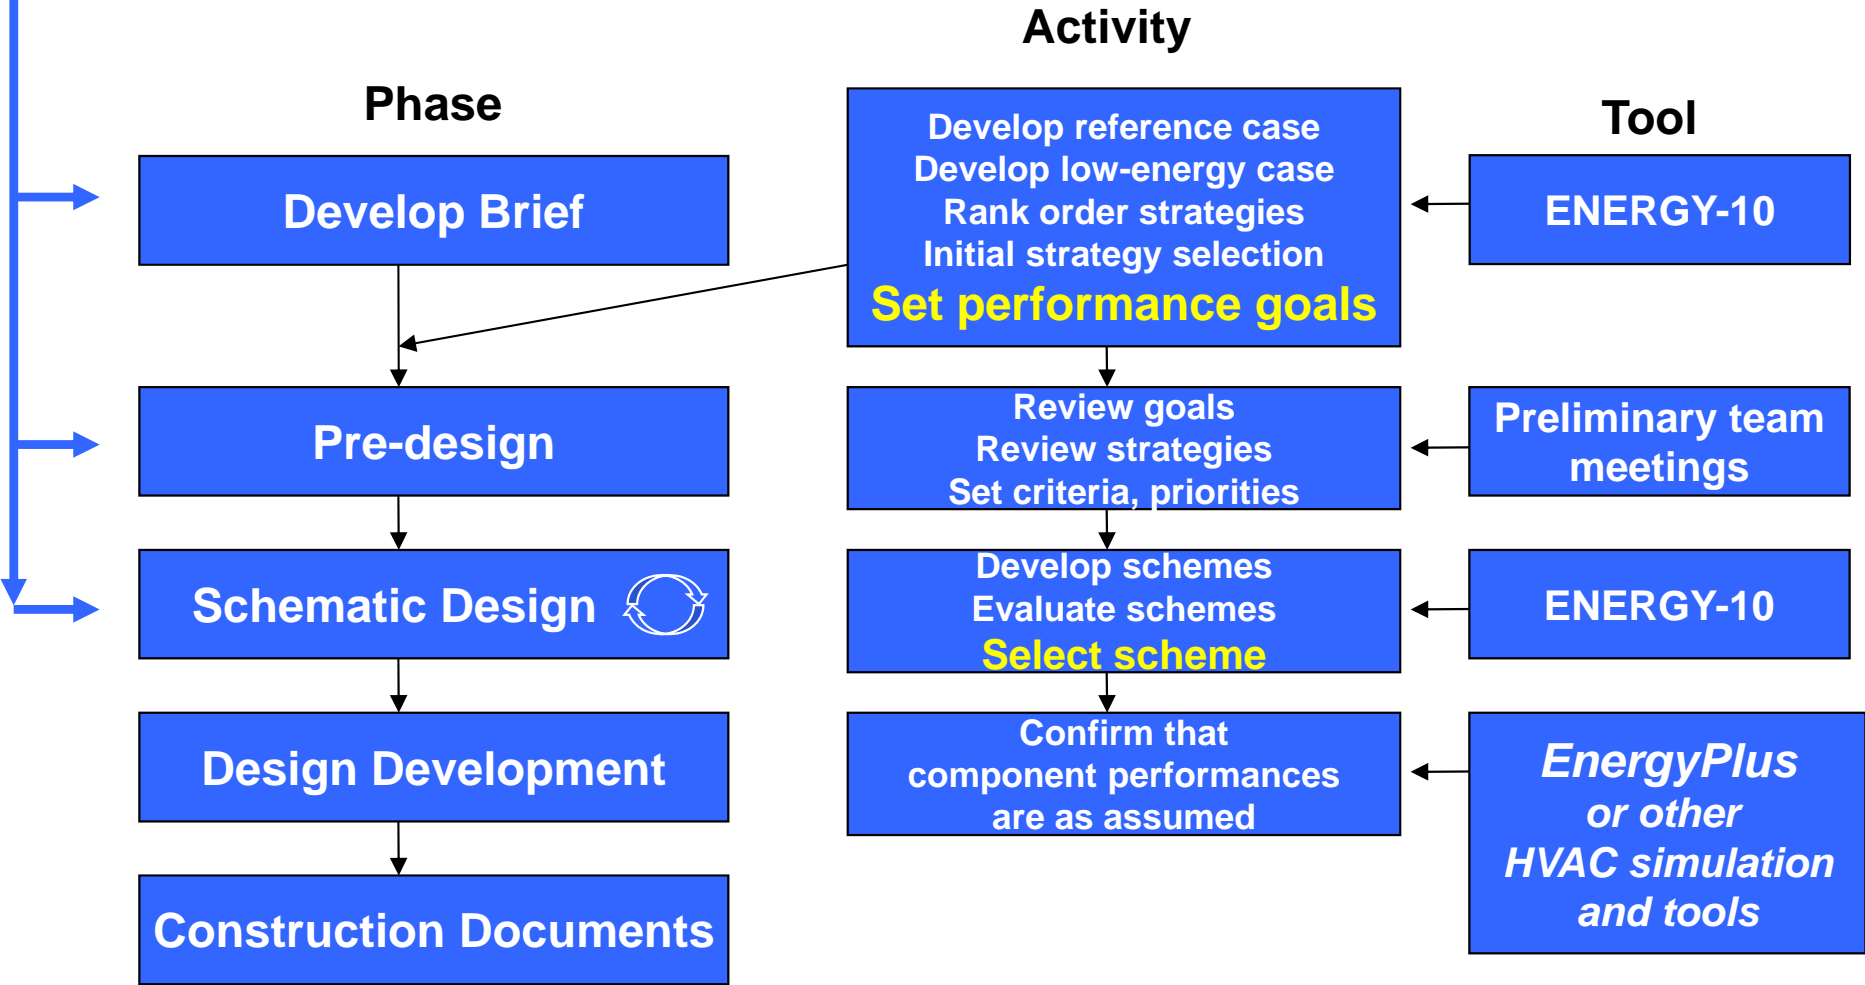 Activity
Phase
Tool
Develop Brief
Develop reference case
Develop low-energy case
Rank order strategies
Initial strategy selection
Set performance goals
ENERGY-10
Pre-design
Review goals
Review strategies
Set criteria, priorities
Preliminary team
meetings
Schematic Design
Develop schemes
Evaluate schemes
Select scheme
ENERGY-10
Design Development
Confirm that
component performances
are as assumed
EnergyPlus
or other
HVAC simulation
and tools
Construction Documents